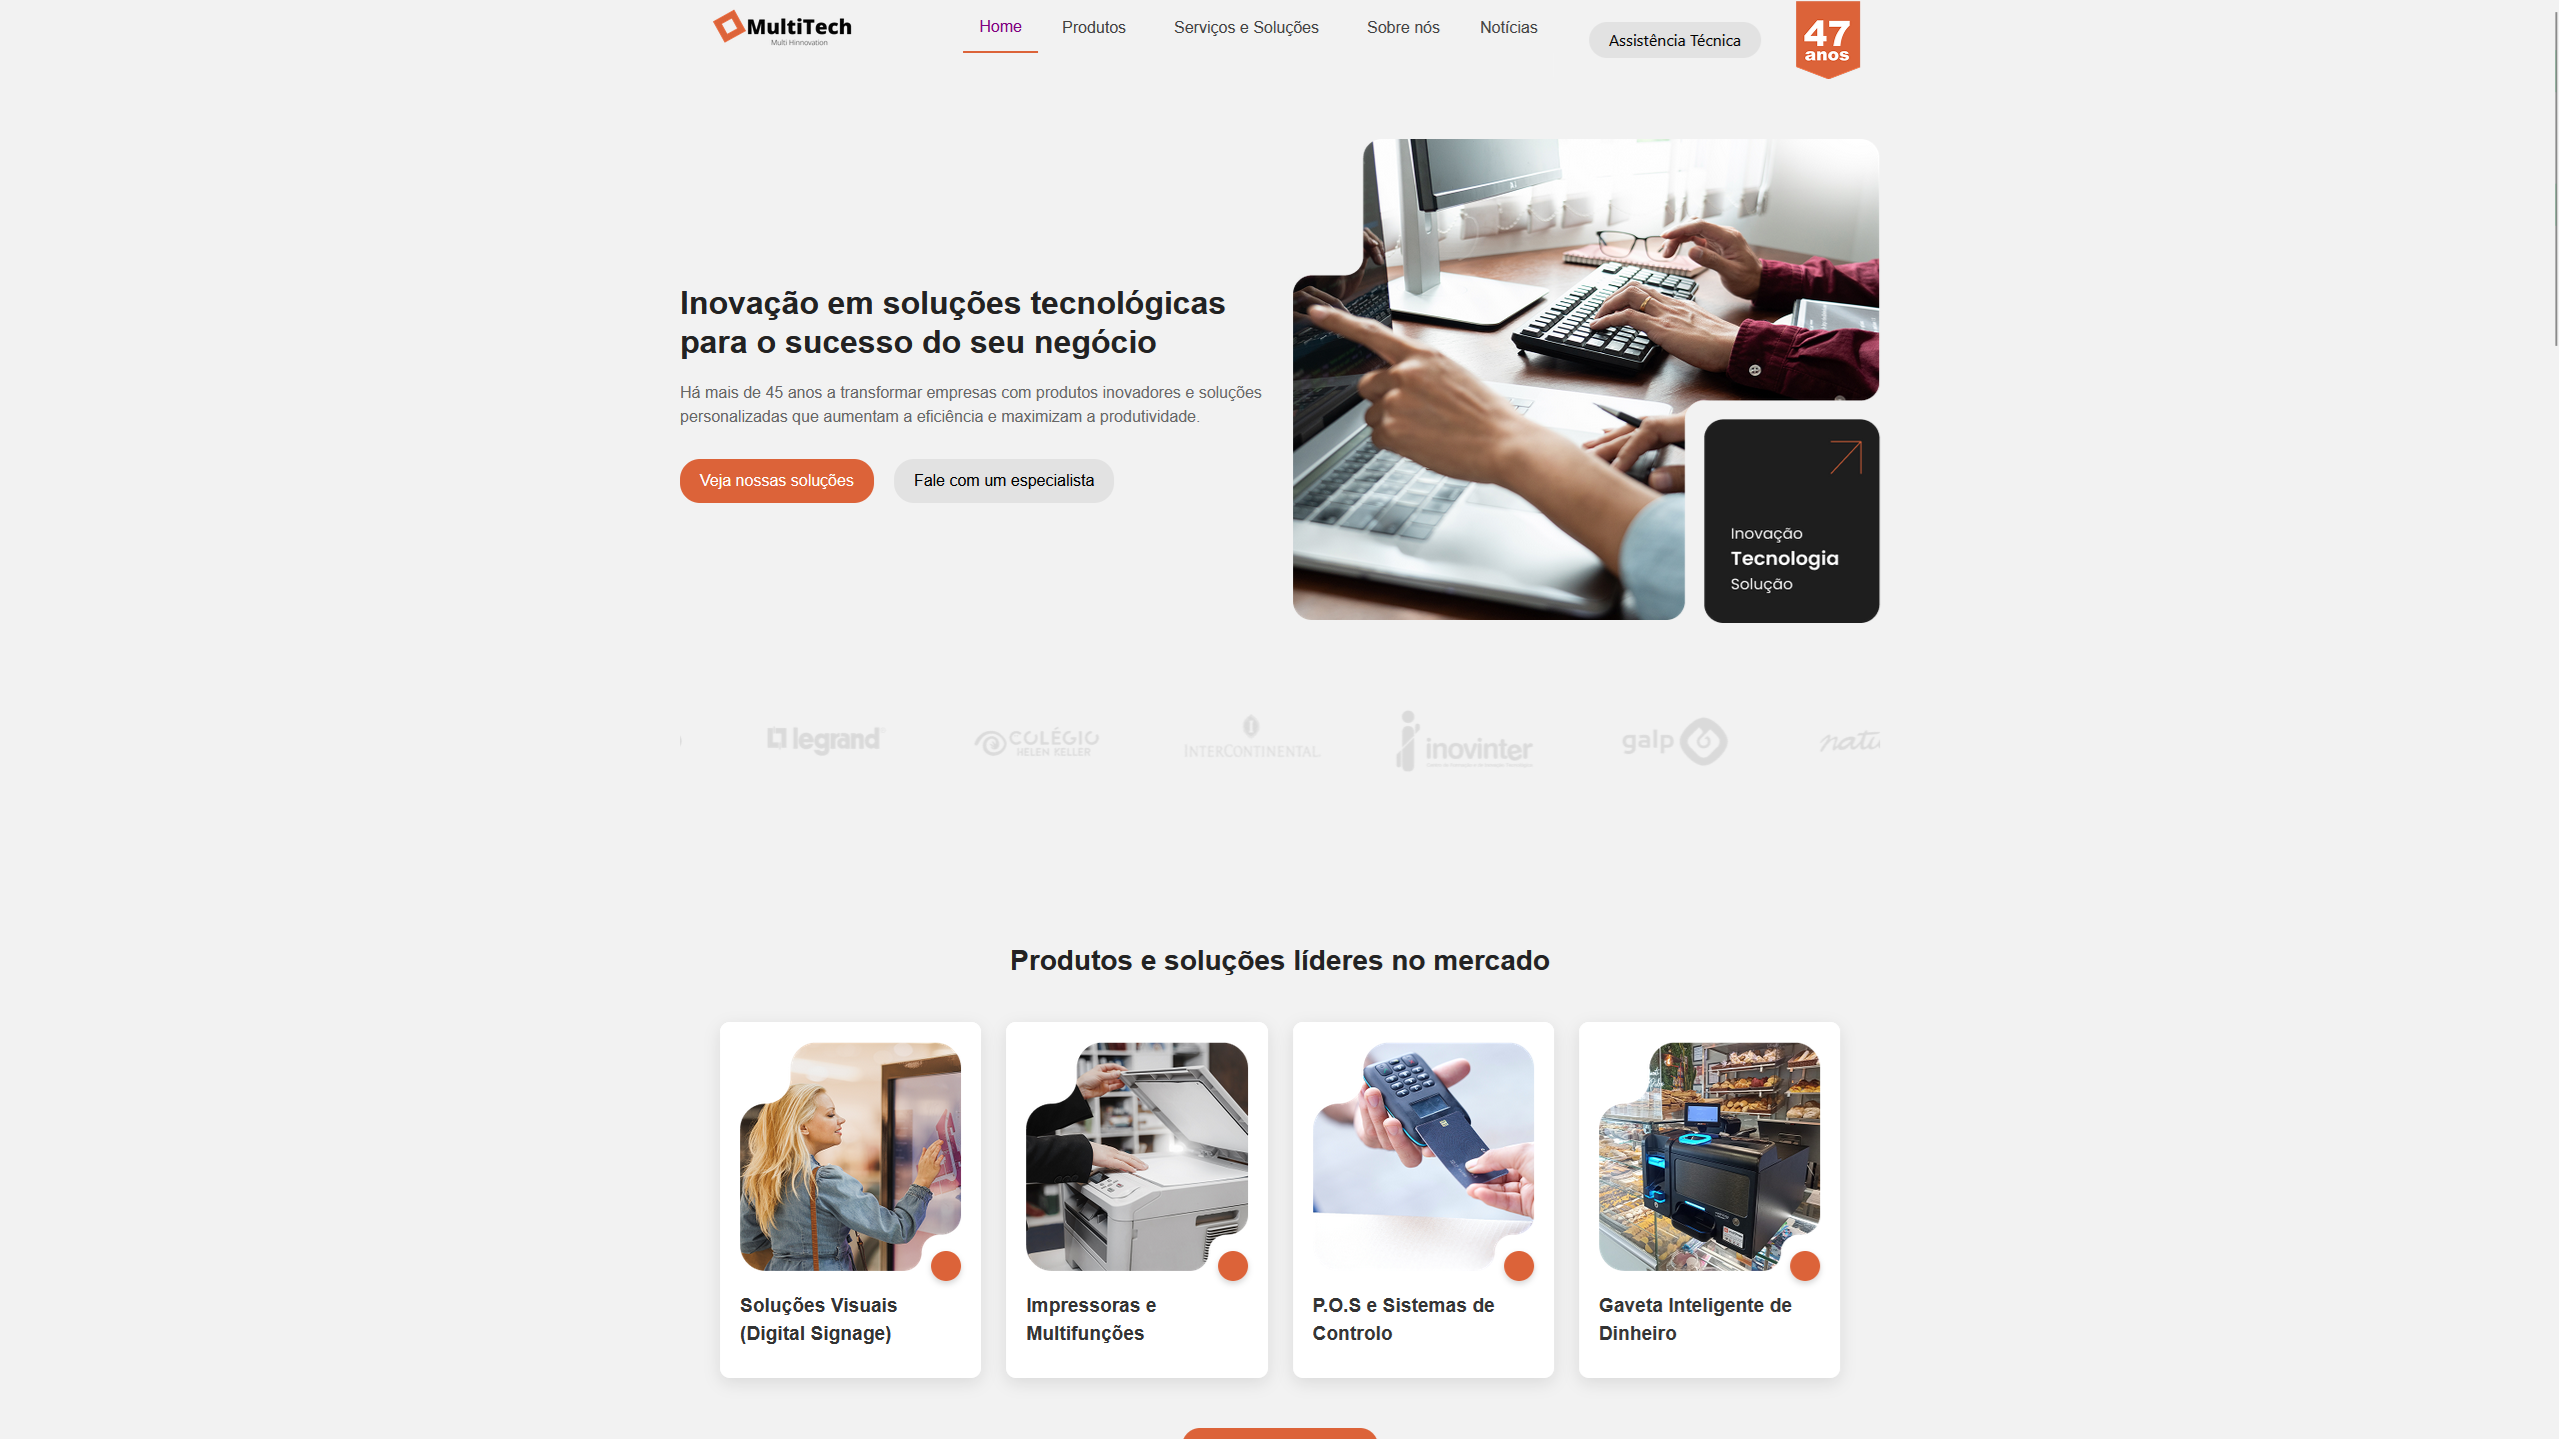 MultiTech
Multi Hinnovation
Home
Produtos
Serviços e Soluções
Sobre nós
Notícias
Assistência Técnica
47
anos
Inovação em soluções tecnológicas
para o sucesso do seu negócio
Há mais de 45 anos a transformar empresas com produtos inovadores e soluções
personalizadas que aumentam a eficiência e maximizam a produtividade.
Veja nossas soluções
Fale com um especialista
Inovação
Tecnologia
Solução
legrand
COLÉGIO
HELEN KELLER
INTERCONTINENTAL
inovinter
galp
natu
Produtos e soluções líderes no mercado
Soluções Visuais
(Digital Signage)
Impressoras e
Multifunções
P.O.S e Sistemas de
Controlo
Gaveta Inteligente de
Dinheiro